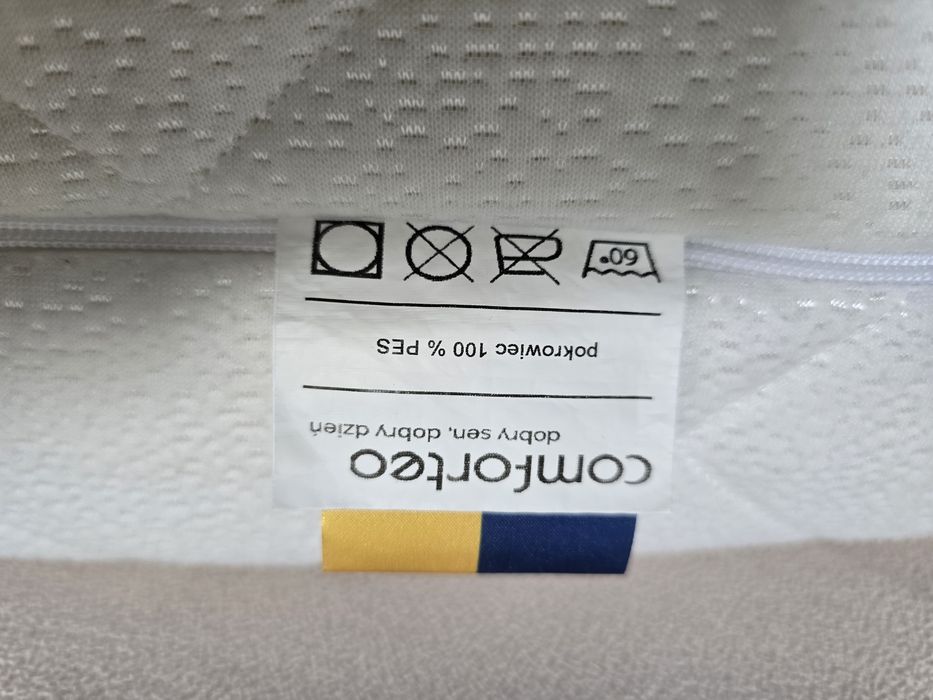 comforteo
dobry sen, dobry dzień
pokrowiec 100 % PES
60°